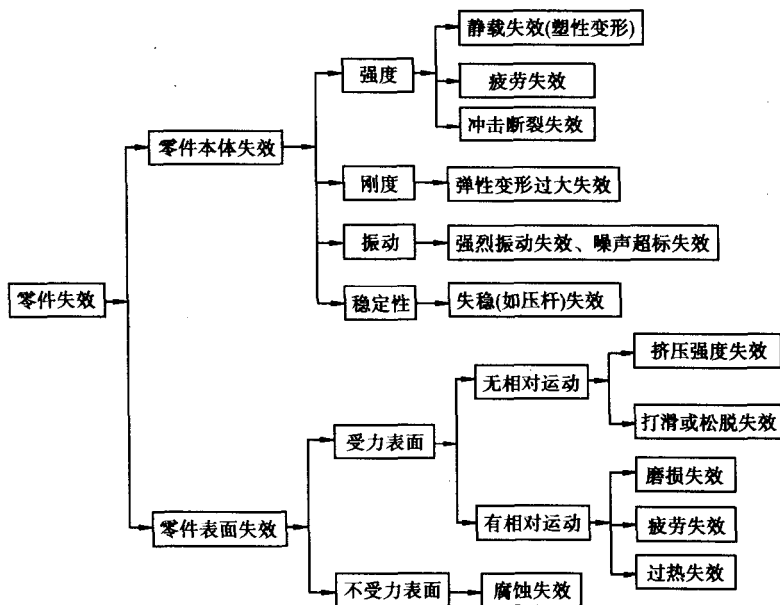 静载失效(塑性变形)
强度
疲劳失效
冲击断裂失效
零件本体失效
刚度
弹性变形过大失效
振动
强烈振动失效、噪声超标失效
零件失效
稳定性
失稳(如压杆)失效
挤压强度失效
无相对运动
打滑或松脱失效
受力表面
磨损失效
零件表面失效
有相对运动
疲劳失效
过热失效
不受力表面
腐蚀失效